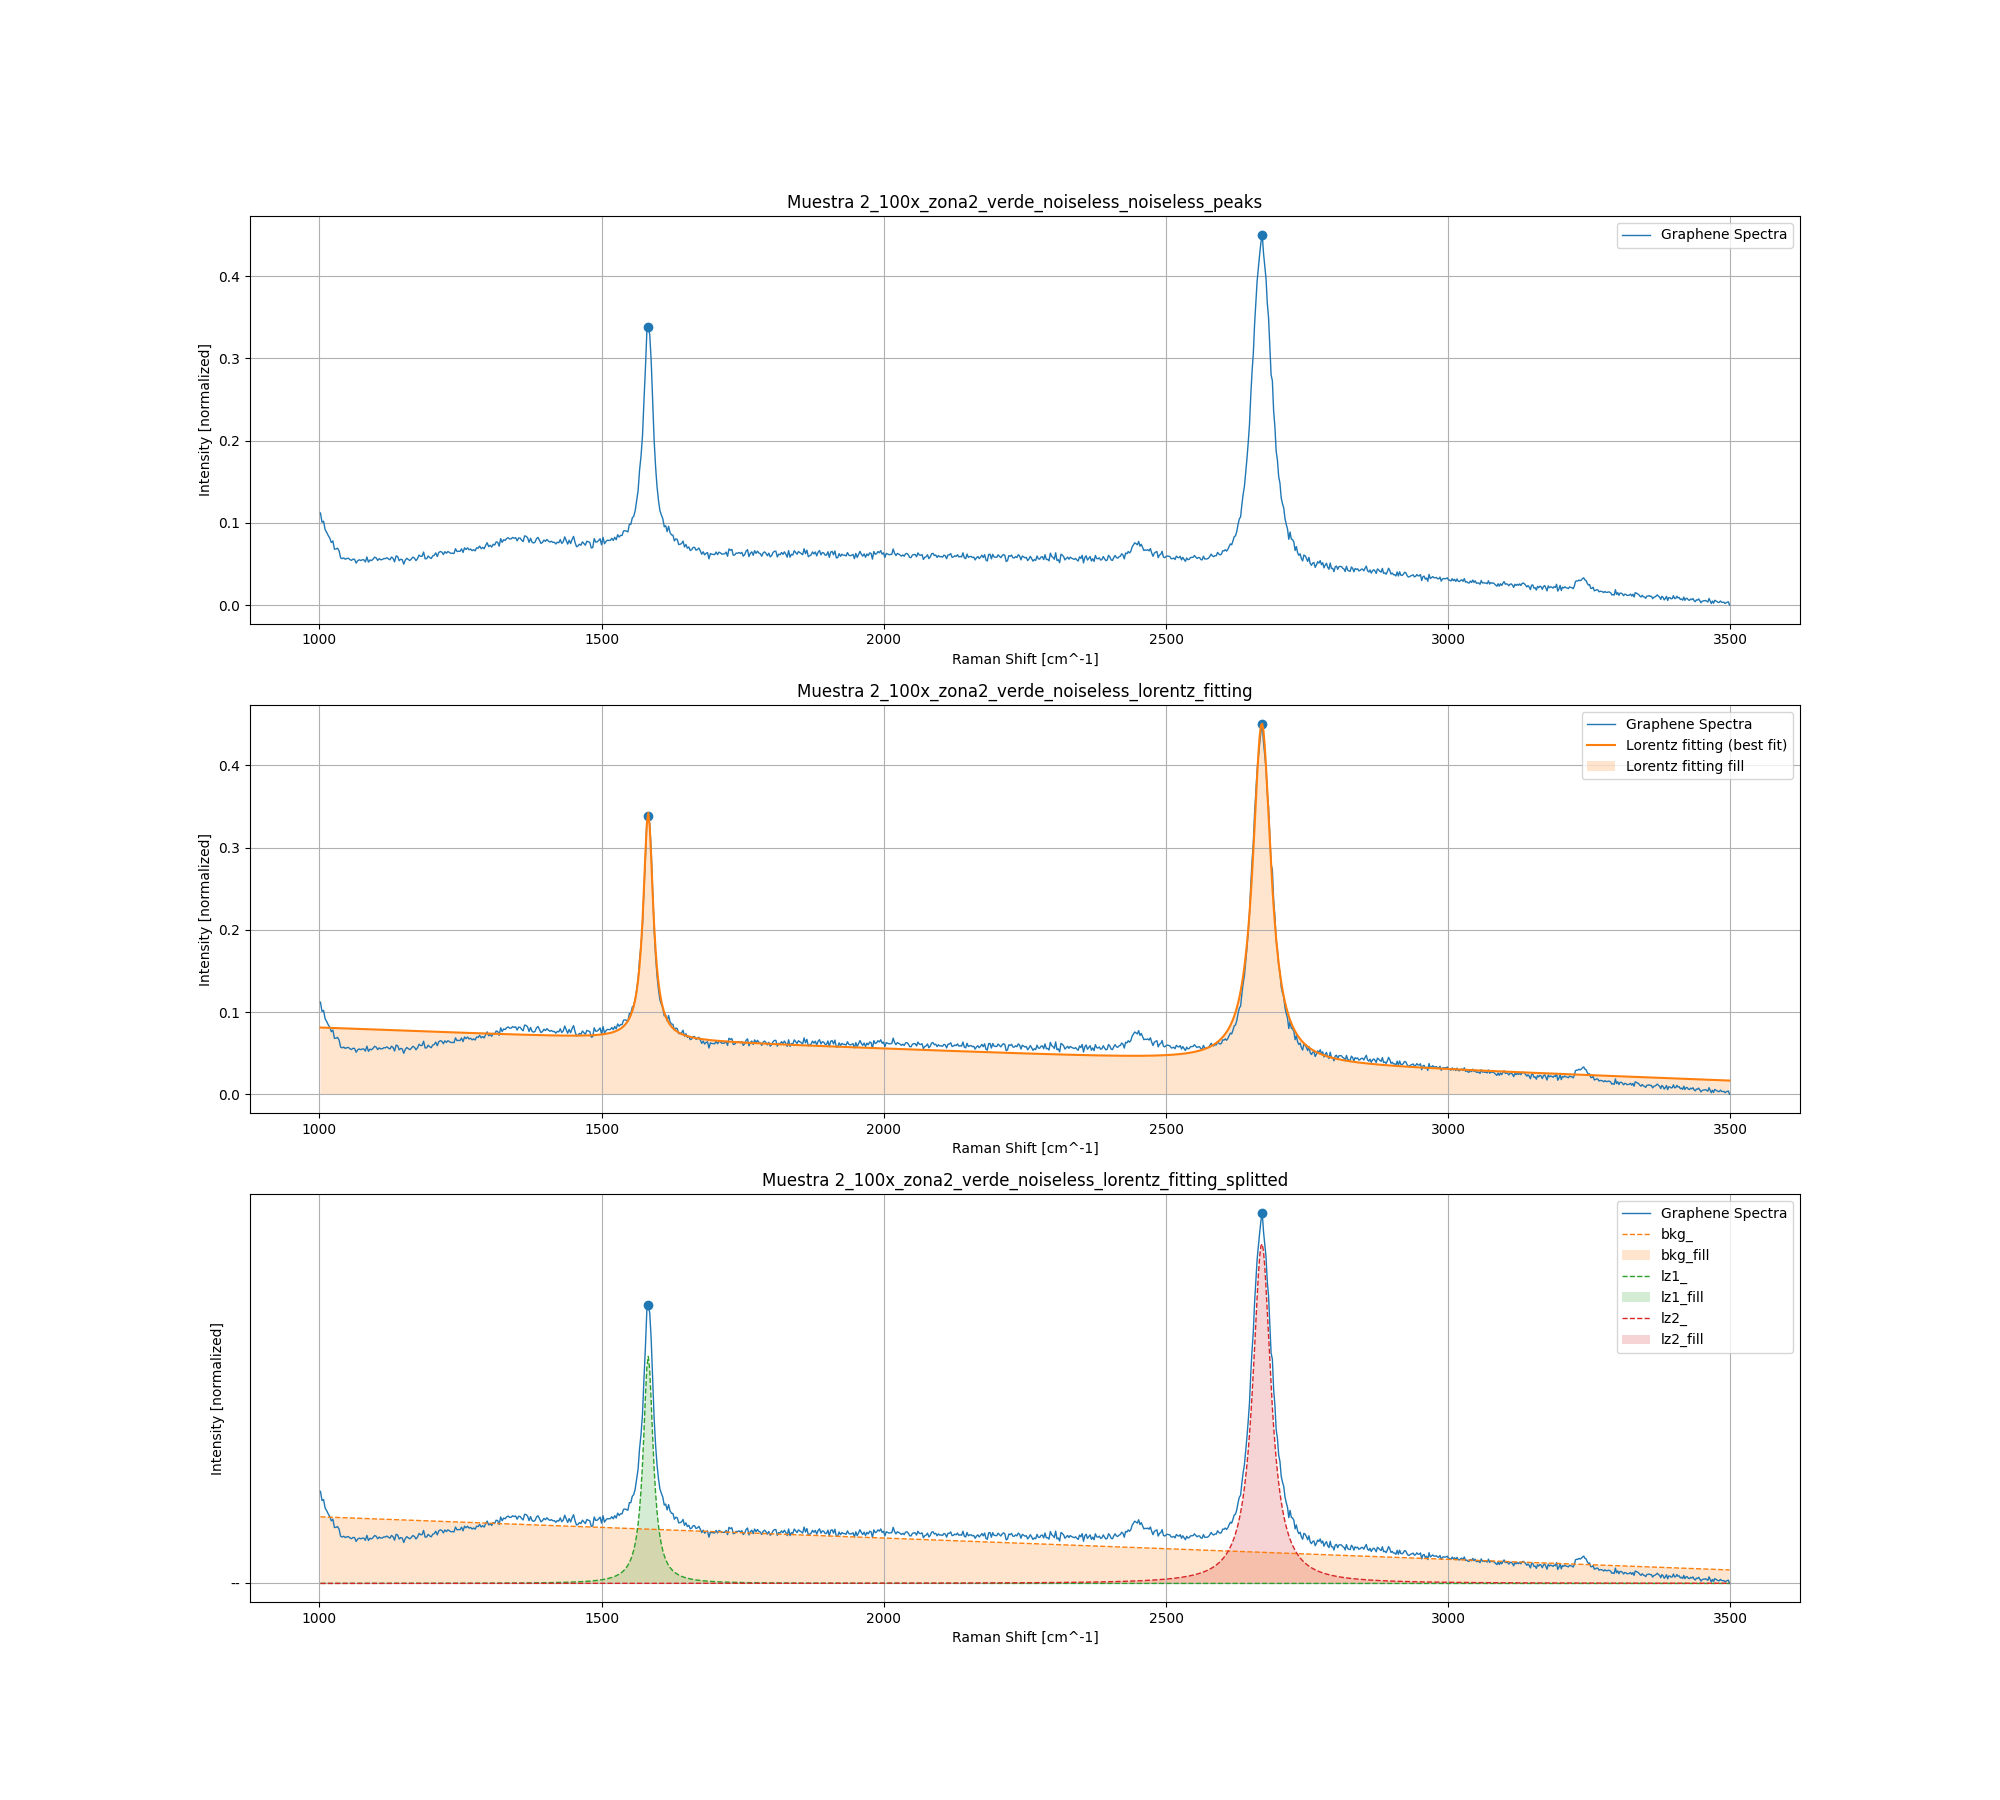 Muestra 2_100x_zona2_verde_noiseless_noiseless_peaks
Graphene Spectra
Intensity [normalized]
0.4
0.3
0.2
0.1
0.0
1000 1500 2000 2500 3000 3500
Raman Shift [cm^-1]
Muestra 2_100x_zona2_verde_noiseless_lorentz_fitting
Graphene Spectra
Lorentz fitting (best fit)
Lorentz fitting fill
Intensity [normalized]
0.4
0.3
0.2
0.1
0.0
1000 1500 2000 2500 3000 3500
Raman Shift [cm^-1]
Muestra 2_100x_zona2_verde_noiseless_lorentz_fitting_splitted
Graphene Spectra
bkg_
bkg_fill
lz1_
lz1_fill
lz2_
lz2_fill
Intensity [normalized]
--
1000 1500 2000 2500 3000 3500
Raman Shift [cm^-1]